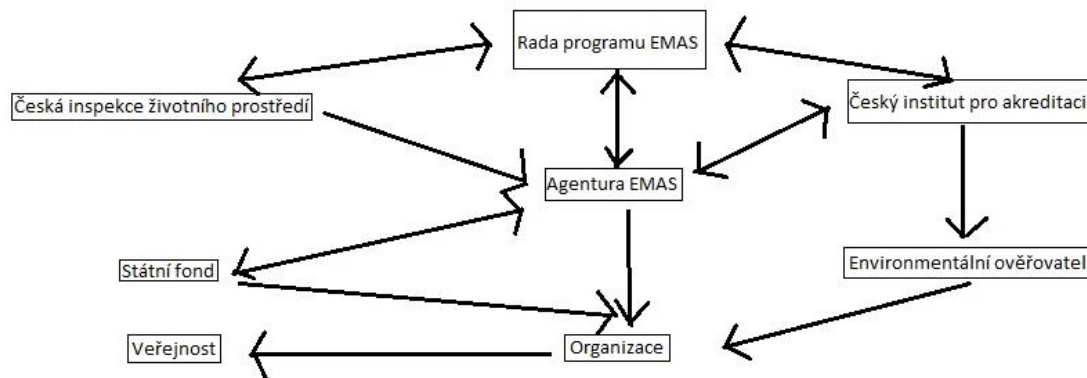 Rada programu EMAS
Česká inspekce životního prostředí
Český institut pro akreditaci
Agentura EMAS
Státní fond
Environmentální ověřovatel
Veřejnost
Organizace